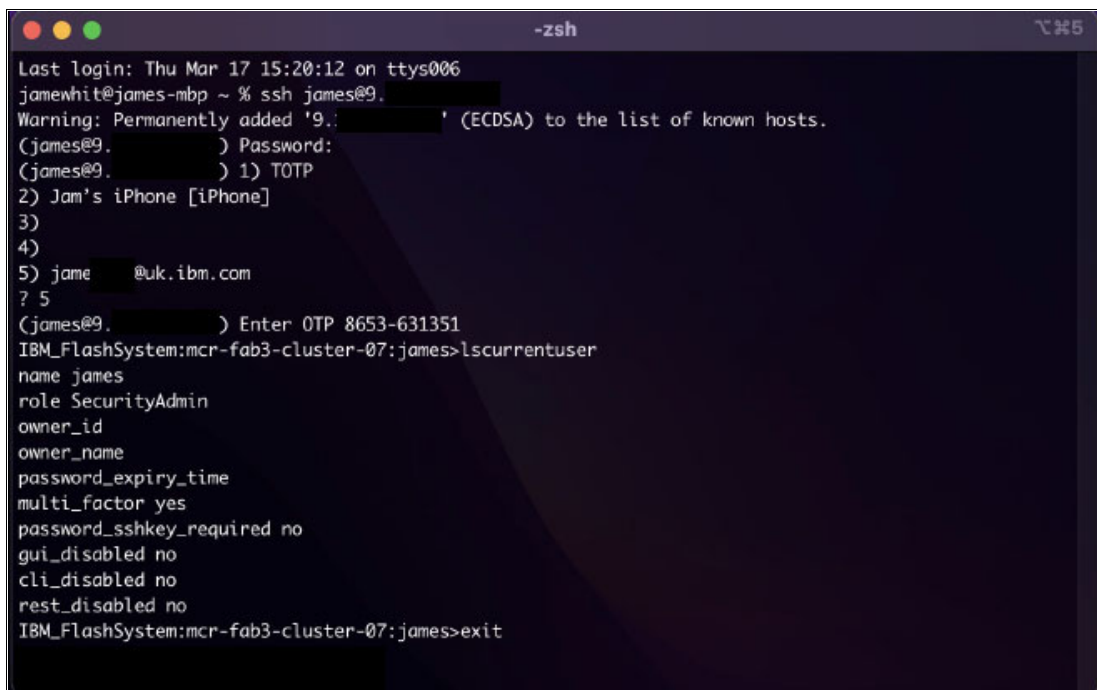 -zsh
⌥⌘5
Last login: Thu Mar 17 15:20:12 on ttys006
jamewhit@james-mbp ~ % ssh james@9.
Warning: Permanently added '9. ' (ECDSA) to the list of known hosts.
(james@9. ) Password:
(james@9. ) 1) TOTP
2) Jam's iPhone [iPhone]
3)
4)
5) jame @uk.ibm.com
? 5
(james@9. ) Enter OTP 8653-631351
IBM_FlashSystem:mcr-fab3-cluster-07:james>lscurrentuser
name james
role SecurityAdmin
owner_id
owner_name
password_expiry_time
multi_factor yes
password_sshkey_required no
gui_disabled no
cli_disabled no
rest_disabled no
IBM_FlashSystem:mcr-fab3-cluster-07:james>exit